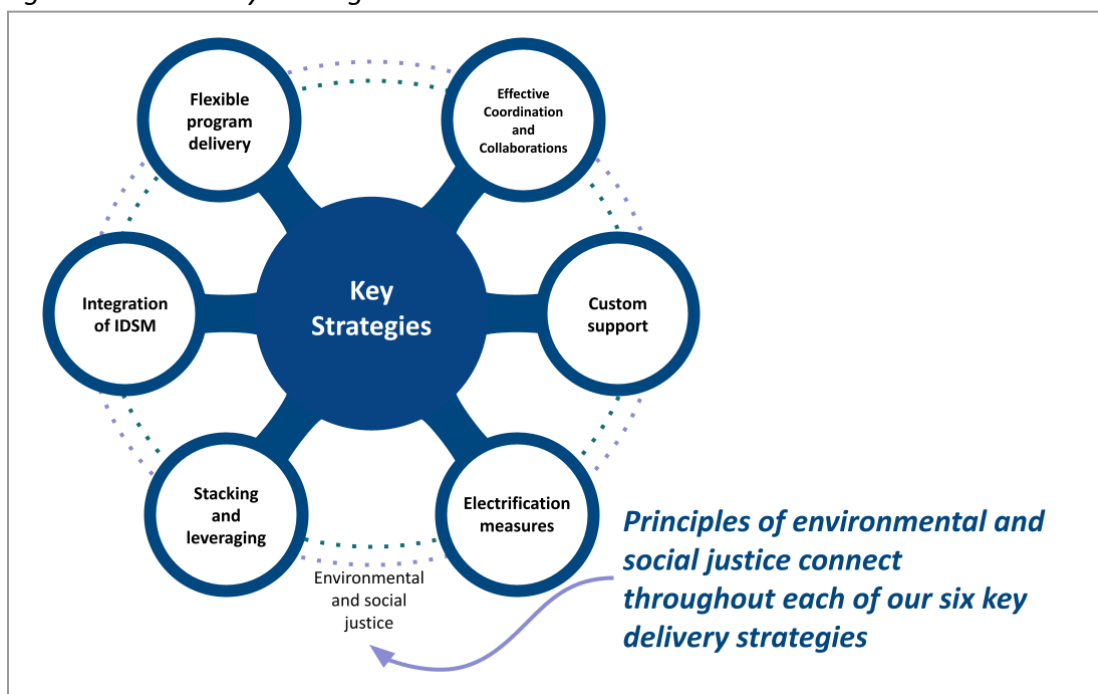 Flexible
program
delivery
Effective
Coordination
and
Collaborations
Integration
of IDSM
Key
Strategies
Custom
support
Stacking
and
leveraging
Electrification
measures
Environmental
and social
justice
Principles of environmental and
social justice connect
throughout each of our six key
delivery strategies